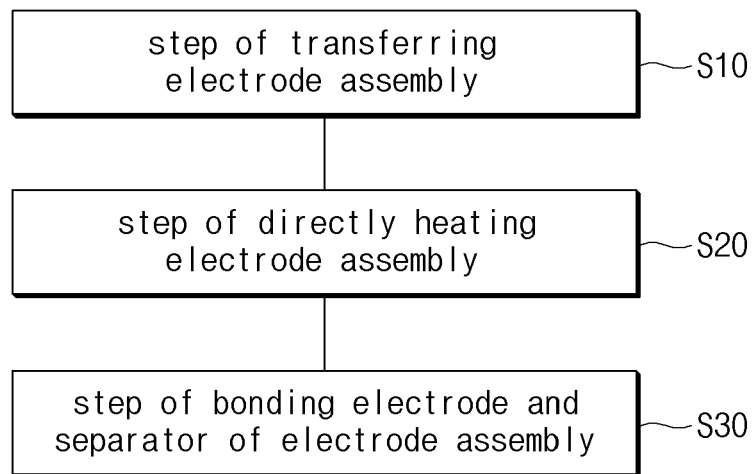 step of transferring
electrode assembly
S10
step of directly heating
electrode assembly
S20
step of bonding electrode and
separator of electrode assembly
S30